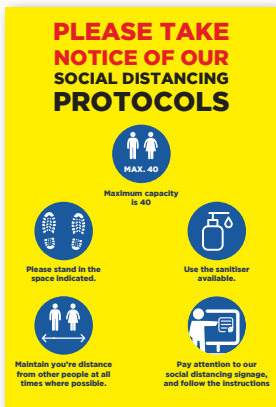 PLEASE TAKE
NOTICE OF OUR
SOCIAL DISTANCING
PROTOCOLS
MAX. 40
Maximum capacity
is 40
Please stand in the
space indicated.
Use the sanitiser
available.
Maintain you're distance
from other people at all
times where possible.
Pay attention to our
social distancing signage,
and follow the instructions